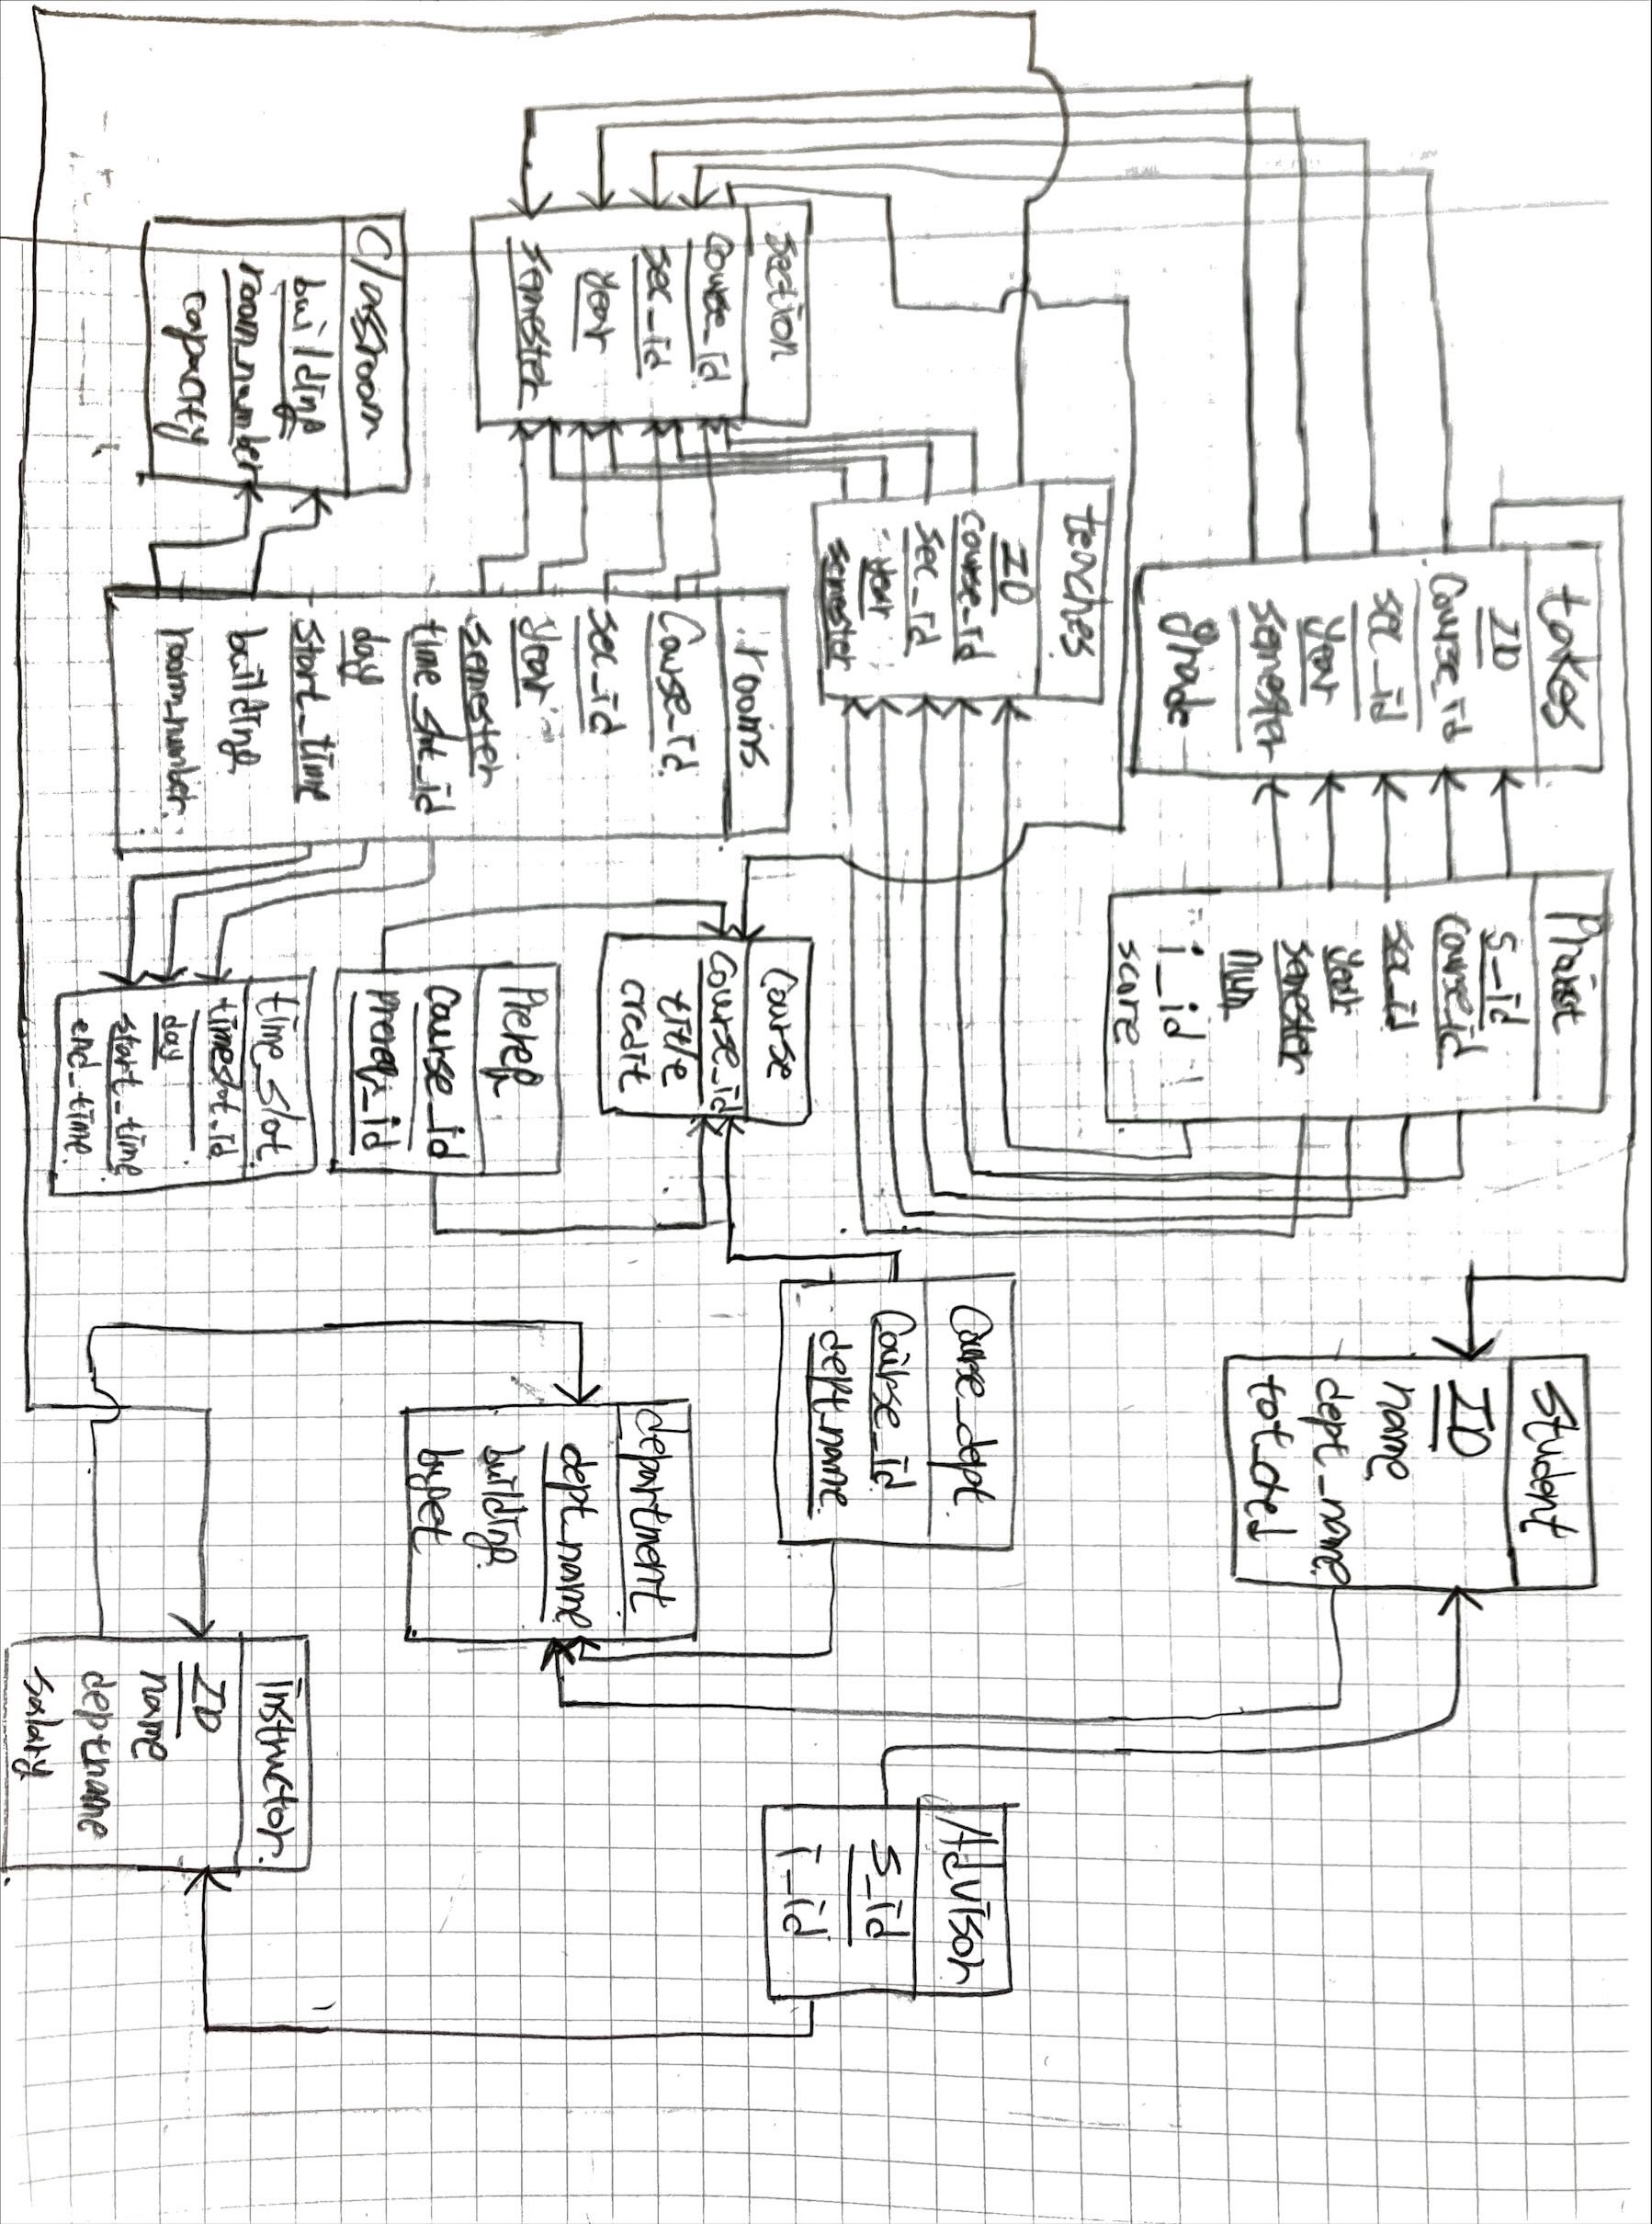 takes
ID
Course_id
sec_id
year
semester
grade
Project
S_id
Course_id
sec_id
year
semester
num
i_id
score
Student
ID
name
dept_name
tot_cred
teaches
ID
course_id
sec_id
year
semester
Course_dept.
Course_id
dept_name
Advisor
S_id
i_id
section
Course_id
sec_id
year
semester
rooms
Course_id
sec_id
year
semester
time_slot_id
day
start_time
building
room_number
Course
Course_id
title
credit
department
dept_name
building
Classroom
building
room_number
capacity
Prereq
Course_id
prereq_id
time_slot
timeslot_id
day
start_time
end_time
instructor
ID
name
deptname
salary